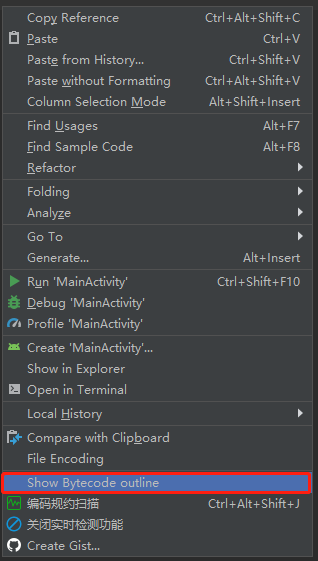 Copy Reference Ctrl+Alt+Shift+C
Paste Ctrl+V
Paste from History... Ctrl+Shift+V
Paste without Formatting Ctrl+Alt+Shift+V
Column Selection Mode Alt+Shift+Insert
Find Usages Alt+F7
Find Sample Code Alt+F8
Refactor
Folding
Analyze
Go To
Generate... Alt+Insert
Run 'MainActivity' Ctrl+Shift+F10
Debug 'MainActivity'
Profile 'MainActivity'
Create 'MainActivity'...
Show in Explorer
Open in Terminal
Local History
Compare with Clipboard
File Encoding
Show Bytecode outline
编码规约扫描 Ctrl+Alt+Shift+J
关闭实时检测功能
Create Gist...